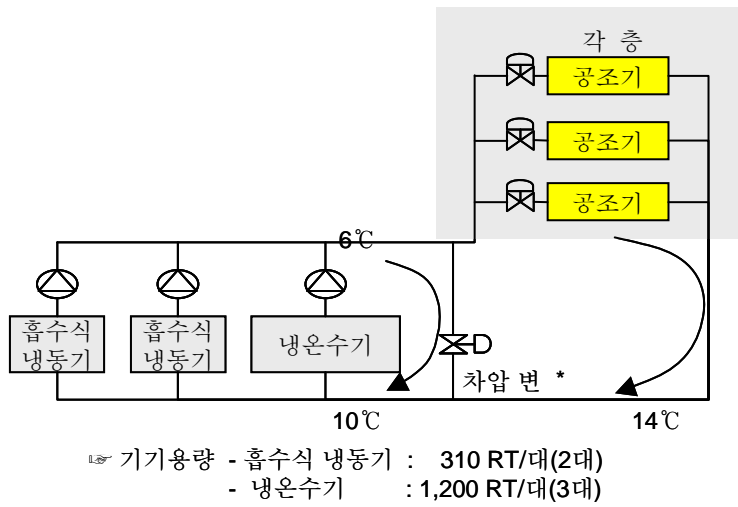 각 층
공조기
공조기
공조기
6℃
흡수식
냉동기
흡수식
냉동기
냉온수기
차압 변 *
10℃
14℃
☞ 기기용량 - 흡수식 냉동기 : 310 RT/대(2대)
- 냉온수기 : 1,200 RT/대(3대)